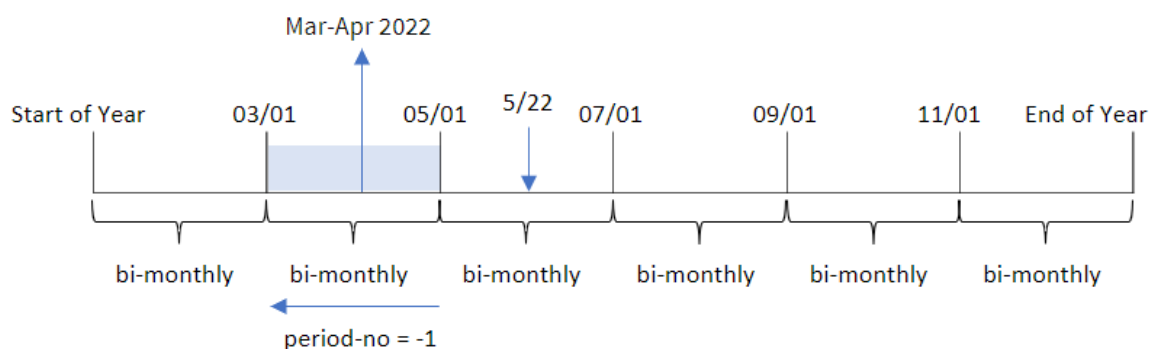 Mar-Apr 2022
Start of Year
03/01
05/01
5/22
07/01
09/01
11/01
End of Year
bi-monthly
bi-monthly
bi-monthly
bi-monthly
bi-monthly
bi-monthly
period-no = -1